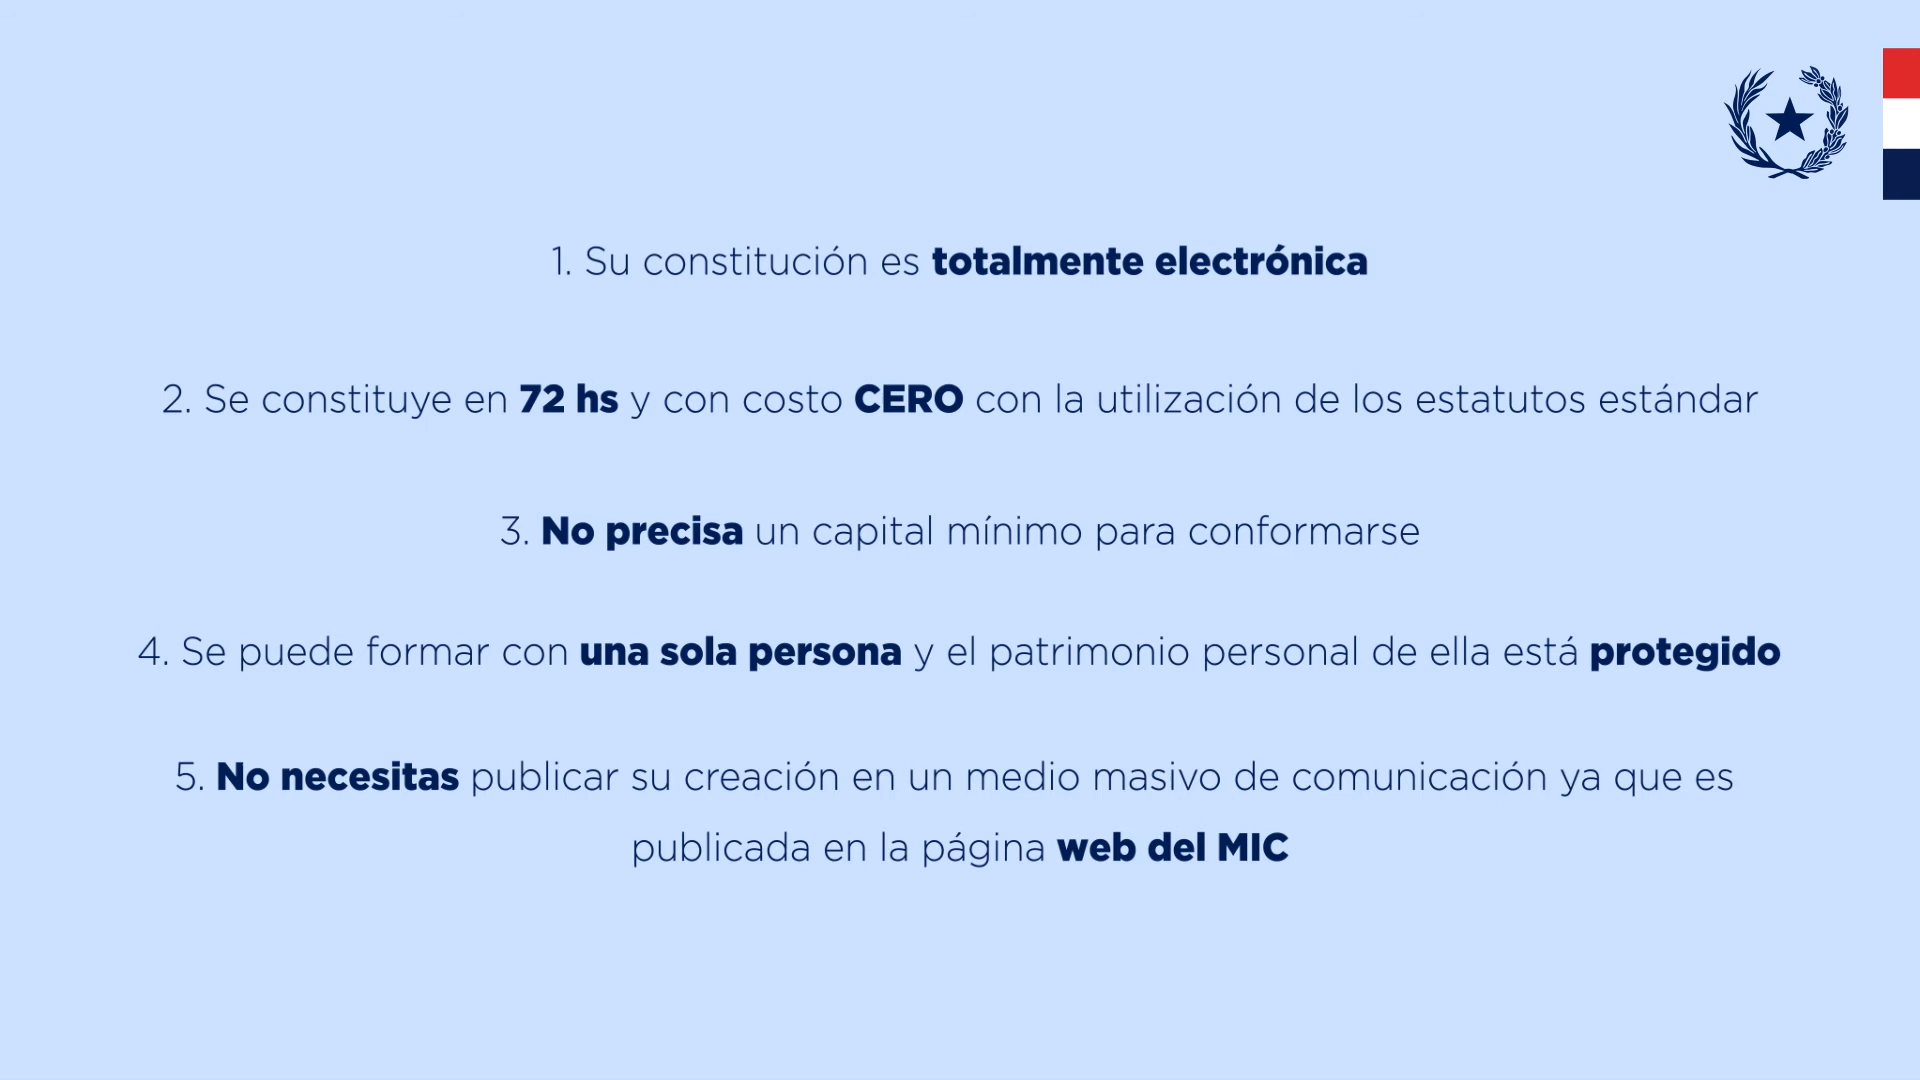 1. Su constitución es totalmente electrónica
2. Se constituye en 72 hs y con costo CERO con la utilización de los estatutos estándar
3. No precisa un capital mínimo para conformarse
4. Se puede formar con una sola persona y el patrimonio personal de ella está protegido
5. No necesitas publicar su creación en un medio masivo de comunicación ya que es
publicada en la página web del MIC